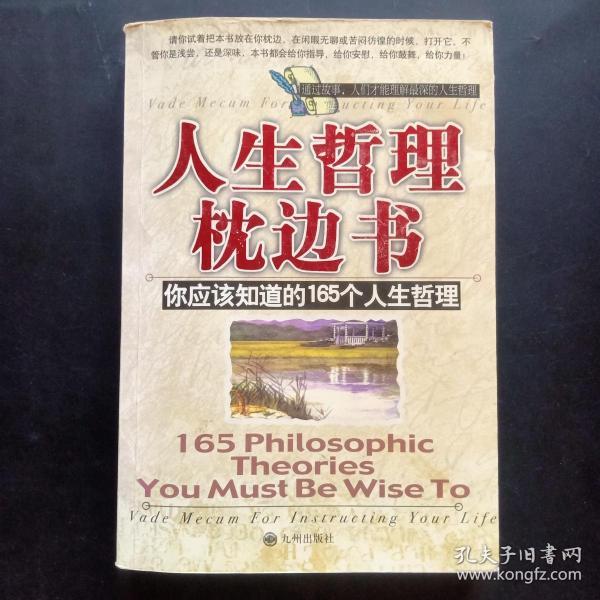 请你试着把本书放在你枕边，在闲暇无聊或苦闷彷徨的时候，打开它，不
管你是浅尝，还是深味，本书都会给你指导，给你安慰，给你鼓舞，给你力量！
通过故事，人们才能理解最深的人生哲理
Vade Mecum For Instructing Your Life
人生哲理
枕边书
你应该知道的165个人生哲理
165 Philosophic
Theories
You Must Be Wise To
Vade Mecum For Instructing Your Life
九州出版社
孔夫子旧书网
www.kongfz.com